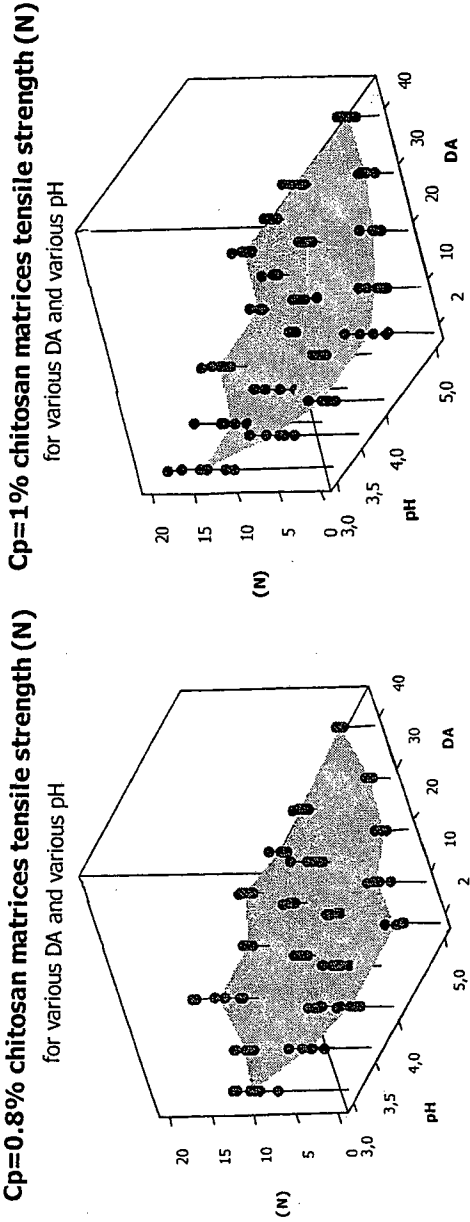 Cp=0.8% chitosan matrices tensile strength (N)
for various DA and various pH
20
15
10
5
0
(N)
3,0
3,5
4,0
5,0
pH
2
10
20
30
40
DA
Cp=1% chitosan matrices tensile strength (N)
for various DA and various pH
20
15
10
5
0
(N)
3,0
3,5
4,0
5,0
pH
2
10
20
30
40
DA